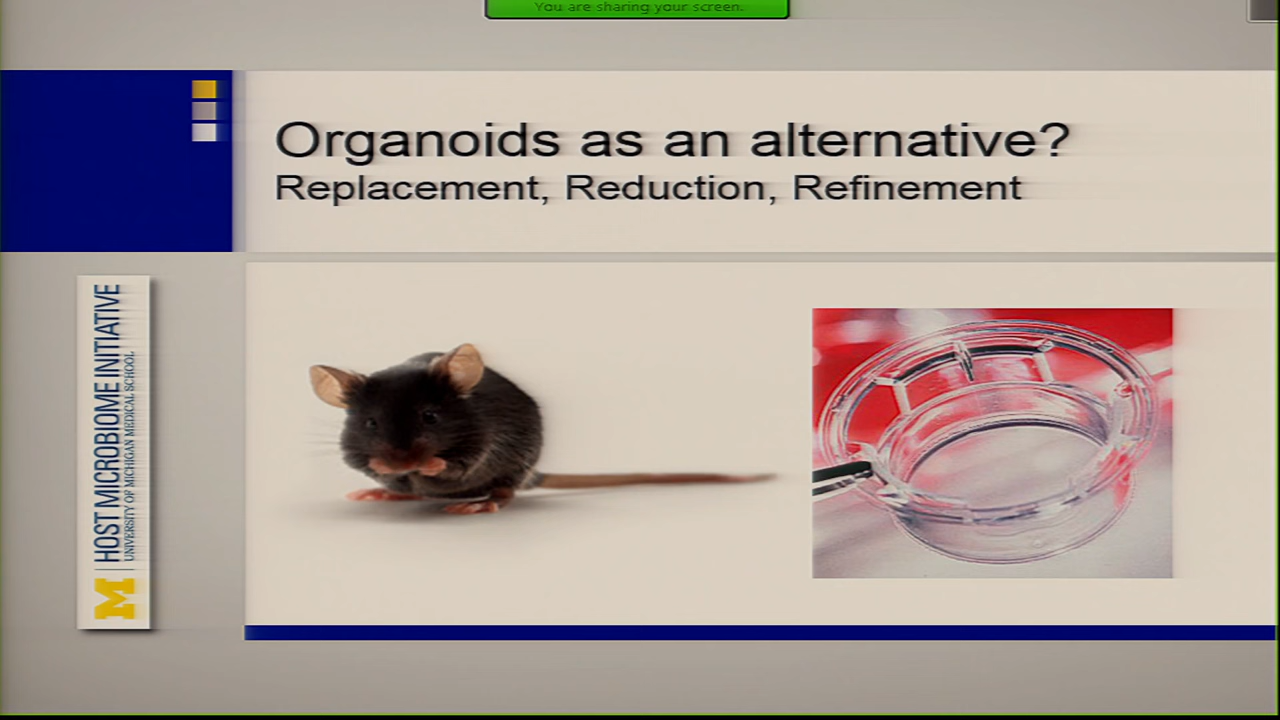 You are sharing your screen.
Organoids as an alternative?
Replacement, Reduction, Refinement
HOST MICROBIOME INITIATIVE
UNIVERSITY OF MICHIGAN MEDICAL SCHOOL
M